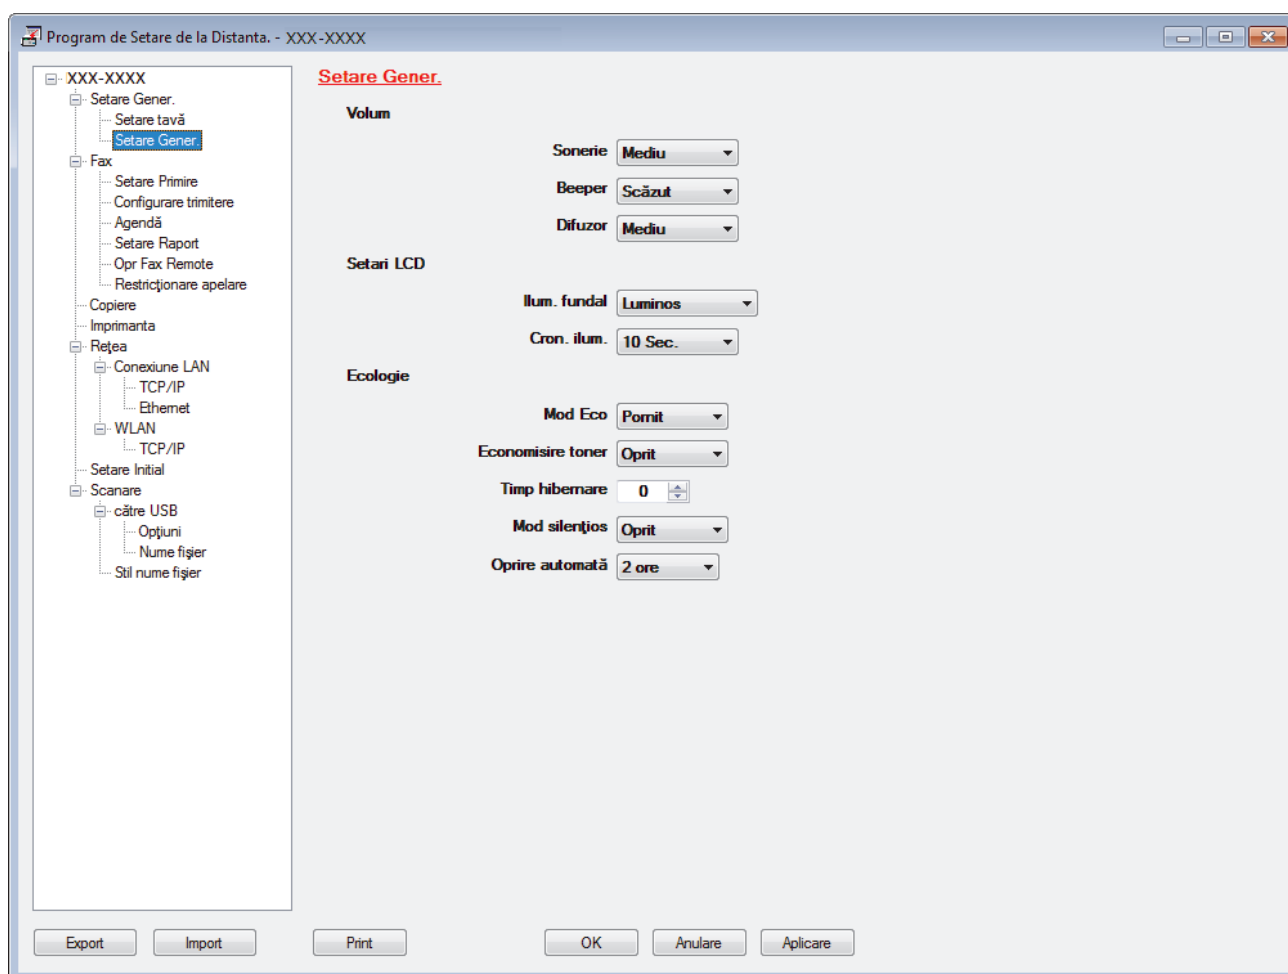 Program de Setare de la Distanta. - XXX-XXXX
XXX-XXXX
Setare Gener.
Setare tavă
Setare Gener.
Fax
Setare Primire
Configurare trimitere
Agendă
Setare Raport
Opr Fax Remote
Restricţionare apelare
Copiere
Imprimanta
Reţea
Conexiune LAN
TCP/IP
Ethernet
WLAN
TCP/IP
Setare Initial
Scanare
către USB
Opţiuni
Nume fişier
Stil nume fişier
Setare Gener.
Volum
Sonerie Mediu
Beeper Scăzut
Difuzor Mediu
Setari LCD
Ilum. fundal Luminos
Cron. ilum. 10 Sec.
Ecologie
Mod Eco Pornit
Economisire toner Oprit
Timp hibernare 0
Mod silenţios Oprit
Oprire automată 2 ore
Export Import Print OK Anulare Aplicare